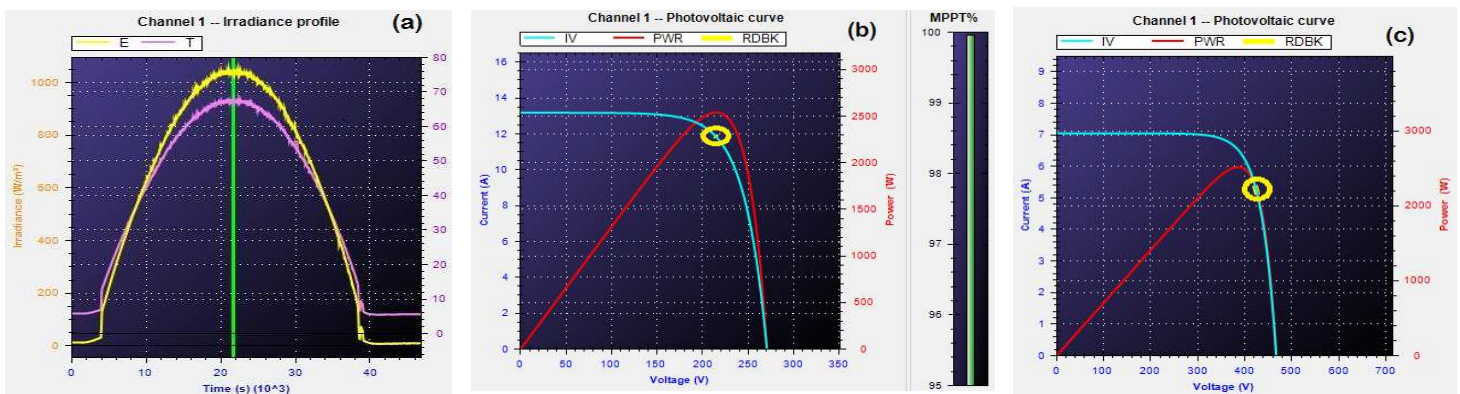 Channel 1 -- Irradiance profile
(a)
E T
1000
800
600
400
200
0
Irradiance (W/m²)
80
70
60
50
40
30
20
10
0
0 10 20 30 40
Time (s) (10^3)
Channel 1 -- Photovoltaic curve
IV PWR RDBK
(b)
16
14
12
10
8
6
4
2
0
Current (A)
3000
2500
2000
1500
1000
500
0
Power (W)
0 50 100 150 200 250 300 350
Voltage (V)
MPPT%
100
99
98
97
96
95
Channel 1 -- Photovoltaic curve
IV PWR RDBK
(c)
9
8
7
6
5
4
3
2
1
0
Current (A)
3000
2000
1000
0
Power (W)
0 100 200 300 400 500 600 700
Voltage (V)